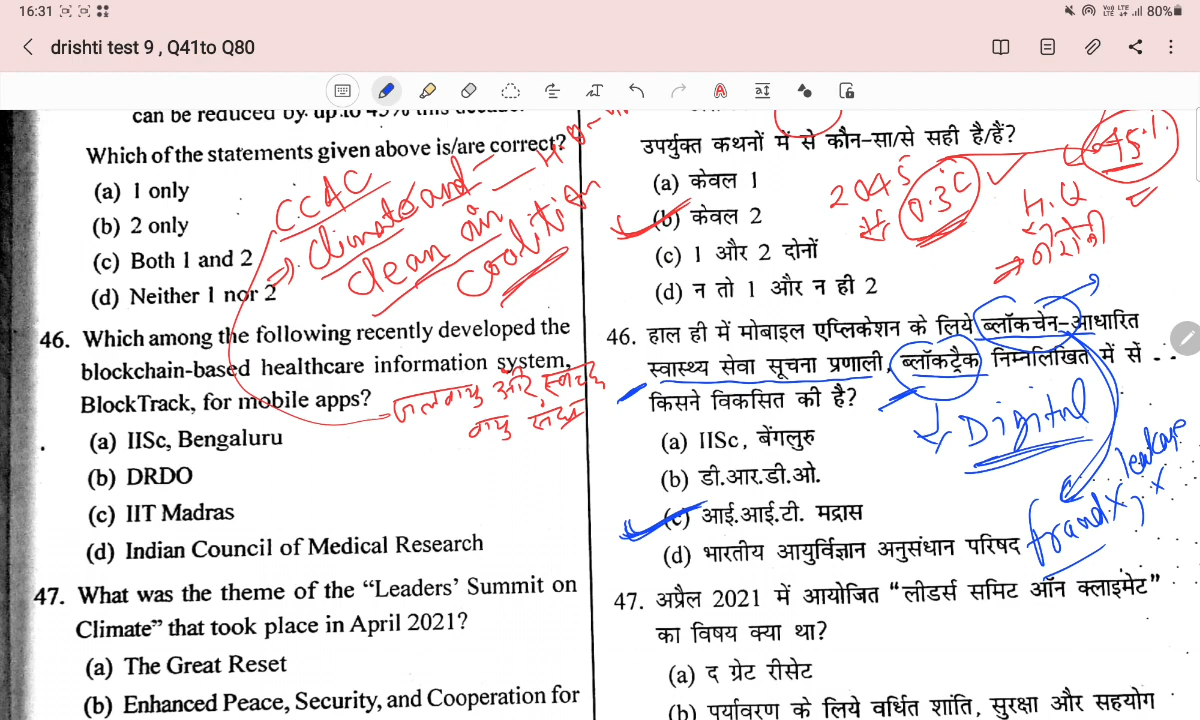 16:31
80%
drishti test 9 , Q41to Q80
can be reduced by up to 45% this decade.
Which of the statements given above is/are correct?
(a) 1 only
(b) 2 only
(c) Both 1 and 2
(d) Neither 1 nor 2
46. Which among the following recently developed the
blockchain-based healthcare information system,
BlockTrack, for mobile apps?
(a) IISc, Bengaluru
(b) DRDO
(c) IIT Madras
(d) Indian Council of Medical Research
47. What was the theme of the “Leaders’ Summit on
Climate” that took place in April 2021?
(a) The Great Reset
(b) Enhanced Peace, Security, and Cooperation for
CCAC
climate and
clean air
coalition
जलवायु और स्वच्छ
वायु
उपर्युक्त कथनों में से कौन-सा/से सही है/हैं?
(a) केवल 1
(b) केवल 2
(c) 1 और 2 दोनों
(d) न तो 1 और न ही 2
2045
0.3°C
45%
H.Q
46. हाल ही में मोबाइल एप्लिकेशन के लिये ब्लॉकचेन-आधारित
स्वास्थ्य सेवा सूचना प्रणाली, ब्लॉकट्रैक निम्नलिखित में सें
किसने विकसित की है?
(a) IISc, बेंगलुरु
(b) डी.आर.डी.ओ.
(c) आई.आई.टी. मद्रास
(d) भारतीय आयुर्विज्ञान अनुसंधान परिषद
Digital
leakage x
fraud x
47. अप्रैल 2021 में आयोजित “लीडर्स समिट ऑन क्लाइमेट”
का विषय क्या था?
(a) द ग्रेट रीसेट
(b) पर्यावरण के लिये वर्धित शांति, सुरक्षा और सहयोग